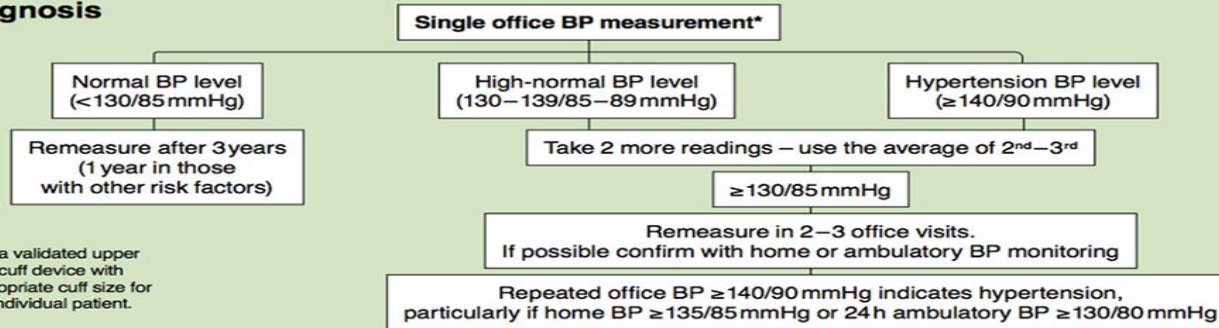 gnosis
Single office BP measurement*
Normal BP level
(<130/85 mmHg)
High-normal BP level
(130–139/85–89 mmHg)
Hypertension BP level
(≥140/90 mmHg)
Remeasure after 3 years
(1 year in those
with other risk factors)
Take 2 more readings – use the average of 2nd–3rd
≥130/85 mmHg
Remeasure in 2–3 office visits.
If possible confirm with home or ambulatory BP monitoring
Repeated office BP ≥140/90 mmHg indicates hypertension,
particularly if home BP ≥135/85 mmHg or 24 h ambulatory BP ≥130/80 mmHg
a validated upper
cuff device with
opriate cuff size for
ndividual patient.